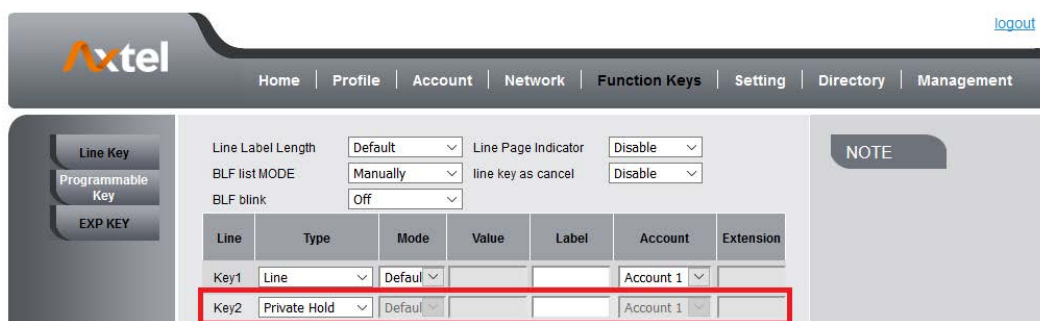 logout
Axtel
Home | Profile | Account | Network | Function Keys | Setting | Directory | Management
Line Key
Programmable Key
EXP KEY
Line Label Length Default Line Page Indicator Disable
BLF list MODE Manually line key as cancel Disable
BLF blink Off
Line Type Mode Value Label Account Extension
Key1 Line Defaul Account 1
Key2 Private Hold Defaul Account 1
NOTE